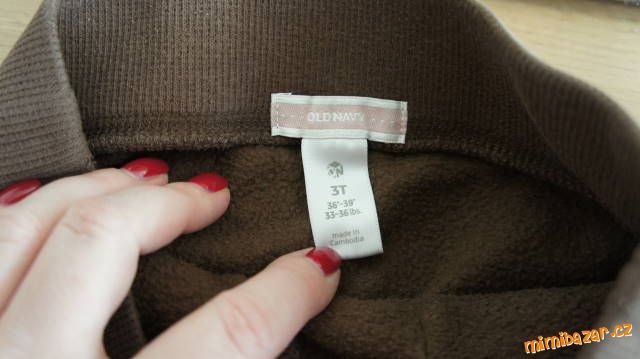 OLD NAVY
3T
36"-39"
33-36 lbs.
made in
Cambodia
mimibazar.cz